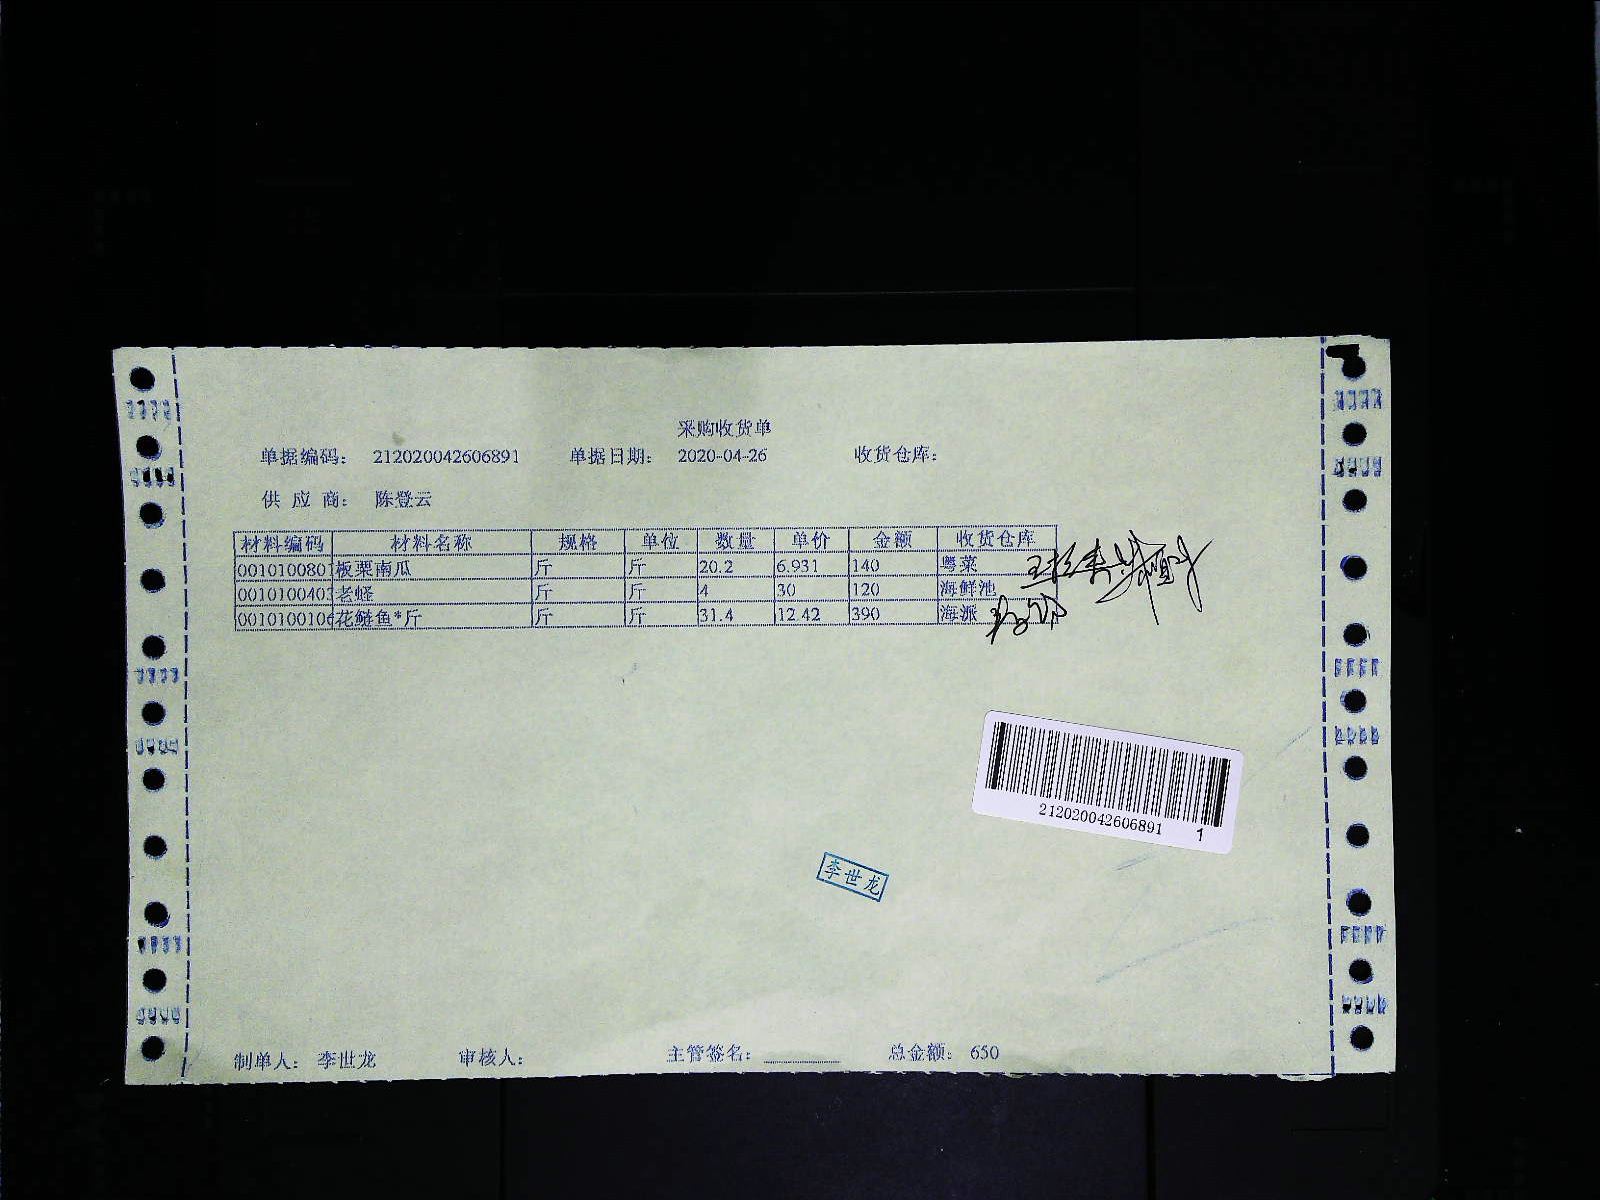 采购收货单
单据编码： 212020042606891 单据日期： 2020-04-26 收货仓库：
供 应 商： 陈登云
材料编码 材料名称 规格 单位 数量 单价 金额 收货仓库
0010100801 板栗南瓜 斤 斤 20.2 6.931 140 粤菜
0010100403 老蛏 斤 斤 4 30 120 海鲜池
0010100106 花鲢鱼*斤 斤 斤 31.4 12.42 390 海派
212020042606891 1
李世龙
制单人： 李世龙 审核人： 主管签名： 总金额： 650